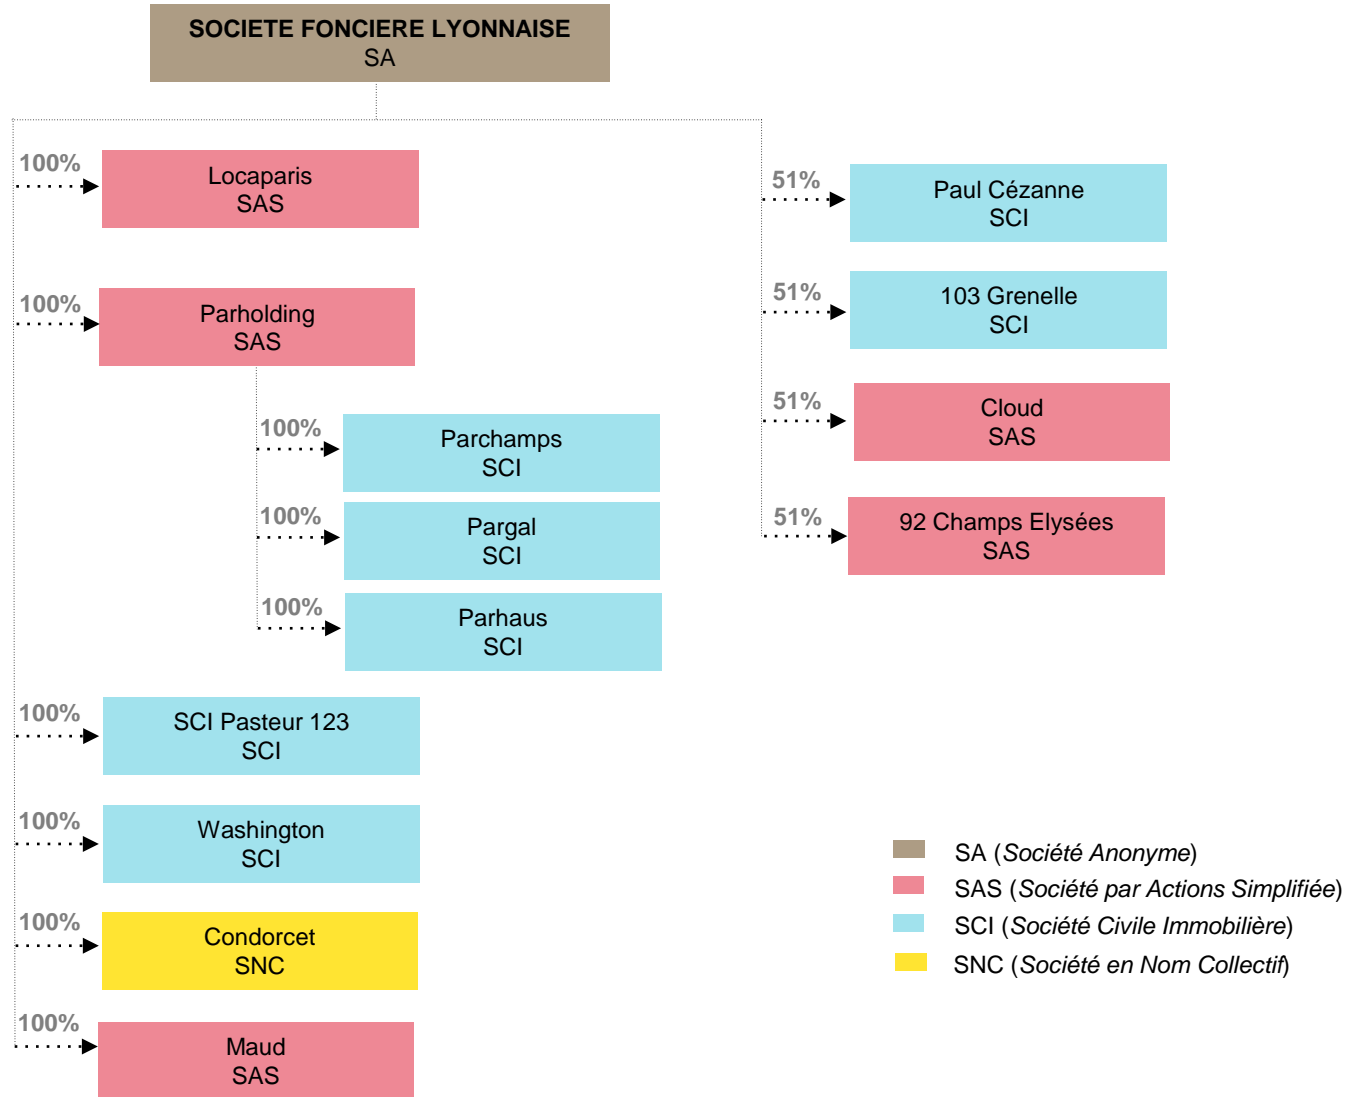 SOCIETE FONCIERE LYONNAISE
SA
100%
Locaparis
SAS
100%
Parholding
SAS
100%
Parchamps
SCI
100%
Pargal
SCI
100%
Parhaus
SCI
100%
SCI Pasteur 123
SCI
100%
Washington
SCI
100%
Condorcet
SNC
100%
Maud
SAS
51%
Paul Cézanne
SCI
51%
103 Grenelle
SCI
51%
Cloud
SAS
51%
92 Champs Elysées
SAS
SA (Société Anonyme)
SAS (Société par Actions Simplifiée)
SCI (Société Civile Immobilière)
SNC (Société en Nom Collectif)